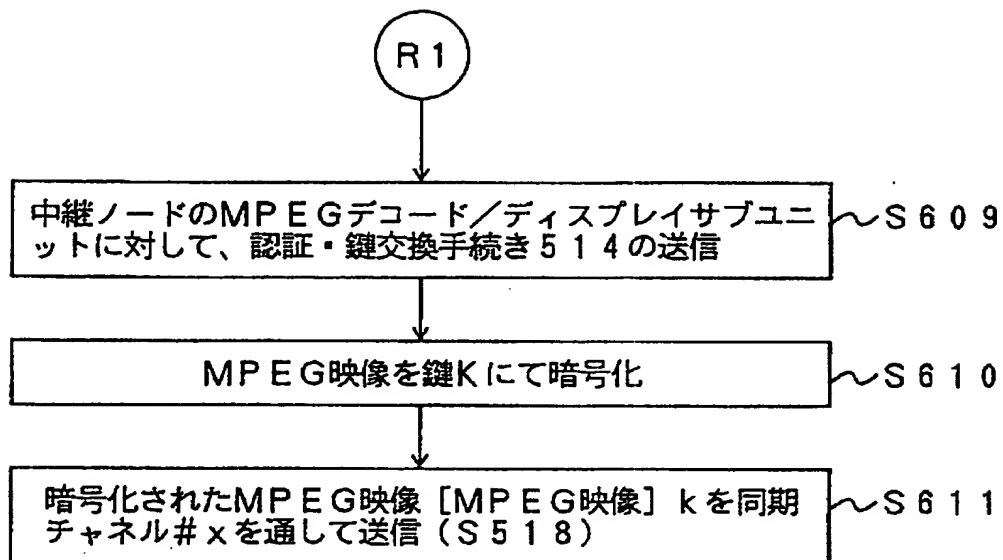 R1
中継ノードのMPEGデコード/ディスプレイサブユニ
ットに対して、認証・鍵交換手続き514の送信
S609
MPEG映像を鍵Kにて暗号化
S610
暗号化されたMPEG映像[MPEG映像]kを同期
チャネル#xを通して送信(S518)
S611